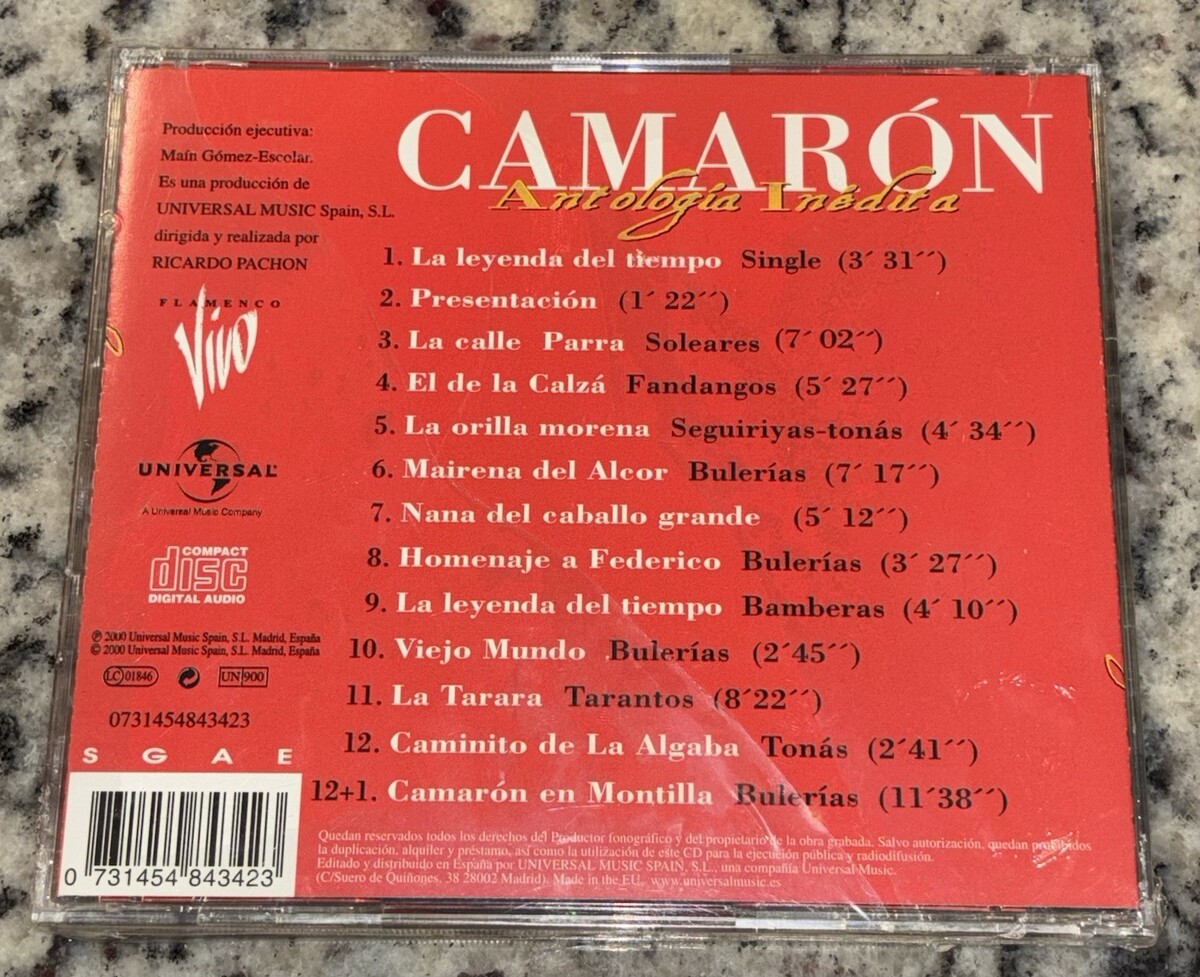 CAMARÓN
Antología Inédita
Producción ejecutiva:
Maín Gómez-Escolar.
Es una producción de
UNIVERSAL MUSIC Spain, S.L.
dirigida y realizada por
RICARDO PACHON
FLAMENCO
Vivo
UNIVERSAL
A Universal Music Company
COMPACT
disc
DIGITAL AUDIO
℗ 2000 Universal Music Spain, S.L. Madrid, España
© 2000 Universal Music Spain, S.L. Madrid, España
LC 01846 UN 900
0731454843423
SGAE
0 731454 843423
1. La leyenda del tiempo Single (3´ 31´´)
2. Presentación (1´ 22´´)
3. La calle Parra Soleares (7´ 02´´)
4. El de la Calzá Fandangos (5´ 27´´)
5. La orilla morena Seguiriyas-tonás (4´ 34´´)
6. Mairena del Alcor Bulerías (7´ 17´´)
7. Nana del caballo grande (5´ 12´´)
8. Homenaje a Federico Bulerías (3´ 27´´)
9. La leyenda del tiempo Bamberas (4´ 10´´)
10. Viejo Mundo Bulerías (2´45´´)
11. La Tarara Tarantos (8´22´´)
12. Caminito de La Algaba Tonás (2´41´´)
12+1. Camarón en Montilla Bulerías (11´38´´)
Quedan reservados todos los derechos del Productor fonográfico y del propietario de la obra grabada. Salvo autorización, quedan prohibidos
la duplicación, alquiler y préstamo, así como la utilización de este CD para la ejecución pública y radiodifusión.
Editado y distribuido en España por UNIVERSAL MUSIC SPAIN, S.L., una compañía Universal Music.
(C/Suero de Quiñones, 38 28002 Madrid). Made in the EU. www.universalmusic.es